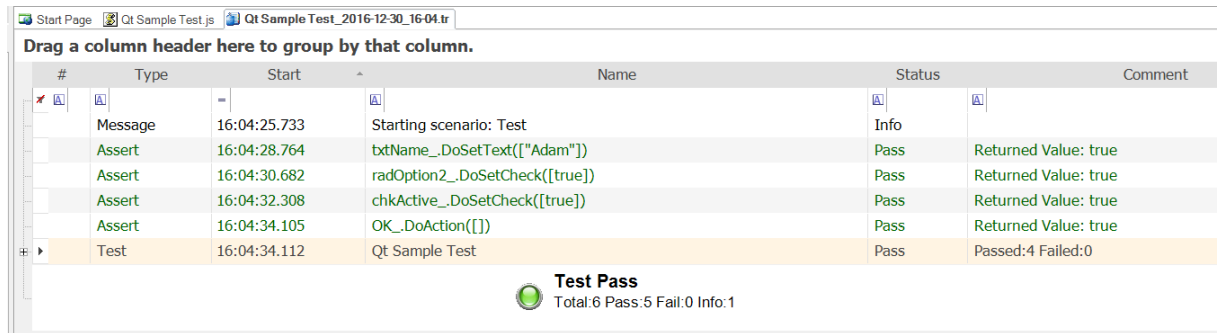 Start Page Qt Sample Test.js Qt Sample Test_2016-12-30_16-04.tr
Drag a column header here to group by that column.
# Type Start Name Status Comment
Message 16:04:25.733 Starting scenario: Test Info
Assert 16:04:28.764 txtName_.DoSetText(["Adam"]) Pass Returned Value: true
Assert 16:04:30.682 radOption2_.DoSetCheck([true]) Pass Returned Value: true
Assert 16:04:32.308 chkActive_.DoSetCheck([true]) Pass Returned Value: true
Assert 16:04:34.105 OK_.DoAction([]) Pass Returned Value: true
Test 16:04:34.112 Qt Sample Test Pass Passed:4 Failed:0
Test Pass
Total:6 Pass:5 Fail:0 Info:1